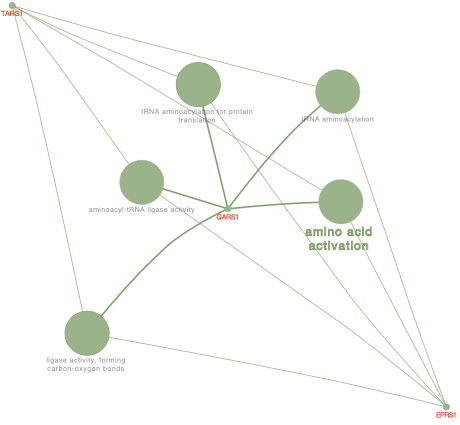 TARS1
tRNA aminoacylation for protein
translation
tRNA aminoacylation
aminoacyl-tRNA ligase activity
GARS1
amino acid
activation
ligase activity, forming
carbon-oxygen bonds
EPRS1